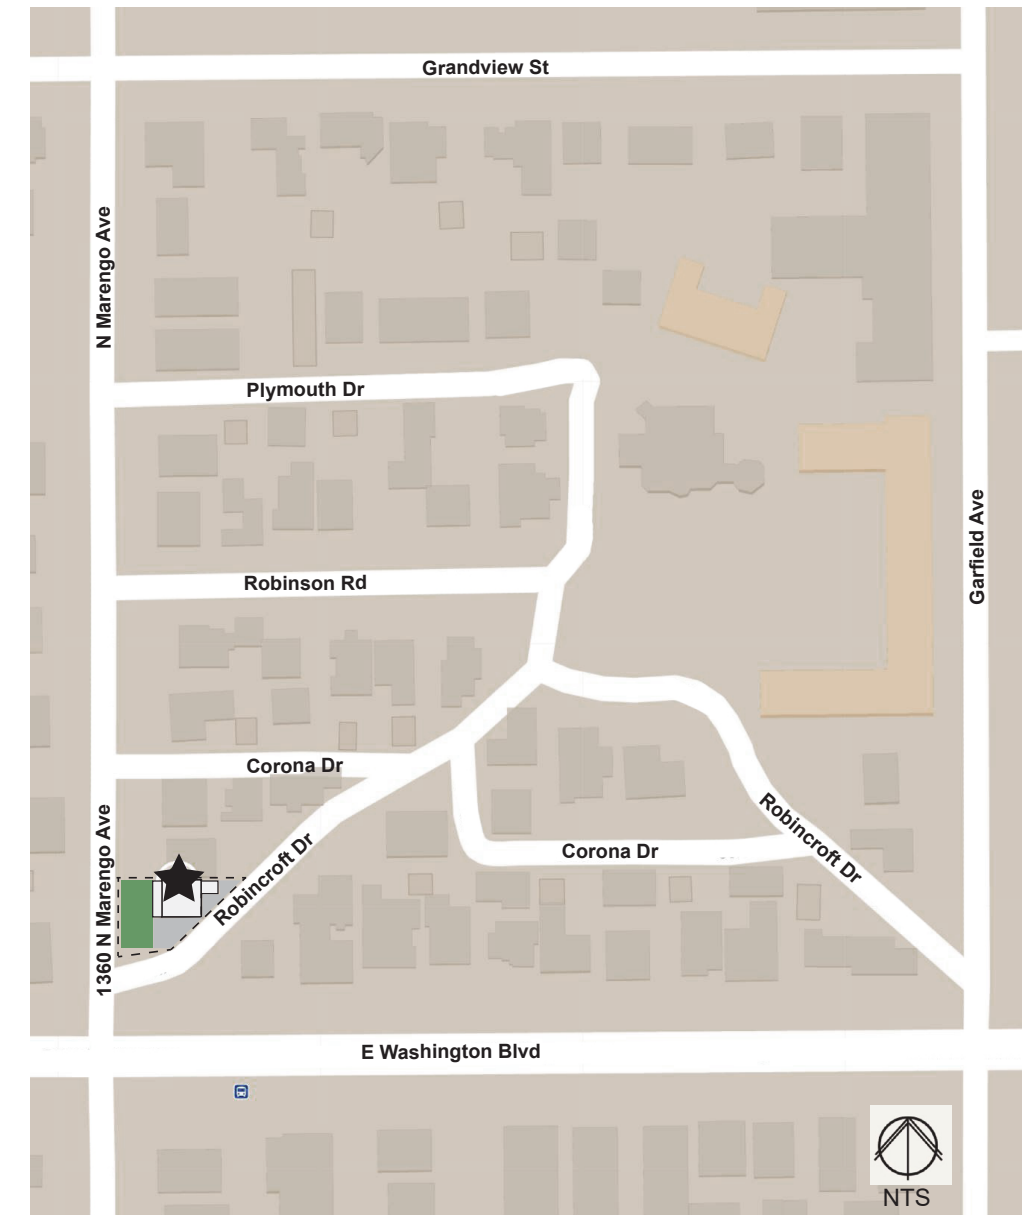 Grandview St
N Marengo Ave
Plymouth Dr
Garfield Ave
Robinson Rd
Corona Dr
1360 N Marengo Ave
Robincroft Dr
Corona Dr
Robincroft Dr
E Washington Blvd
NTS